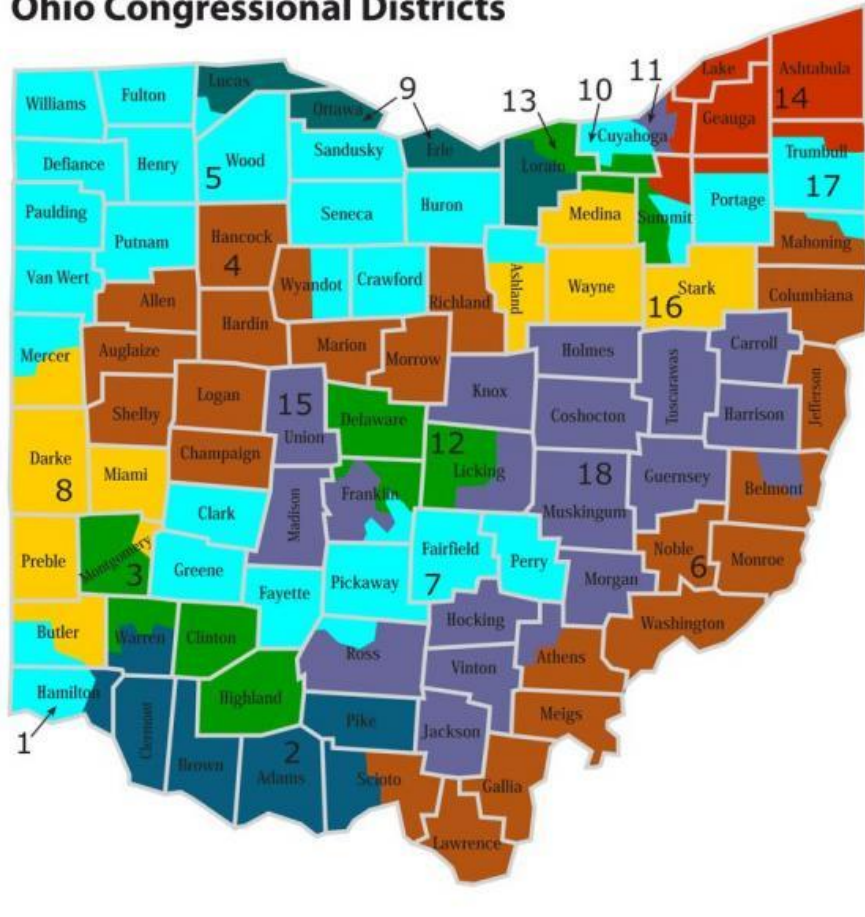 Ohio Congressional Districts
11
Lake
Ashtabula
14
Geauga
10
13
9
Lucas
Ottawa
Erie
Lorain
Cuyahoga
Williams
Fulton
Defiance
Henry
5
Wood
Sandusky
Trumbull
17
Paulding
Putnam
Hancock
4
Seneca
Huron
Medina
Summit
Portage
Mahoning
Van Wert
Allen
Wyandot
Crawford
Richland
Ashland
Wayne
16
Stark
Columbiana
Mercer
Auglaize
Hardin
Marion
Morrow
Holmes
Tuscarawas
Carroll
Jefferson
Shelby
Logan
15
Union
Delaware
Knox
Coshocton
Harrison
Darke
8
Miami
Champaign
12
Licking
18
Muskingum
Guernsey
Belmont
Clark
Madison
Franklin
Preble
Montgomery
3
Greene
Fayette
Pickaway
Fairfield
7
Perry
Morgan
Noble
6
Monroe
Butler
Warren
Clinton
Hocking
Washington
Ross
Athens
Hamilton
1
Clermont
Highland
Vinton
Meigs
Brown
2
Adams
Pike
Jackson
Scioto
Gallia
Lawrence